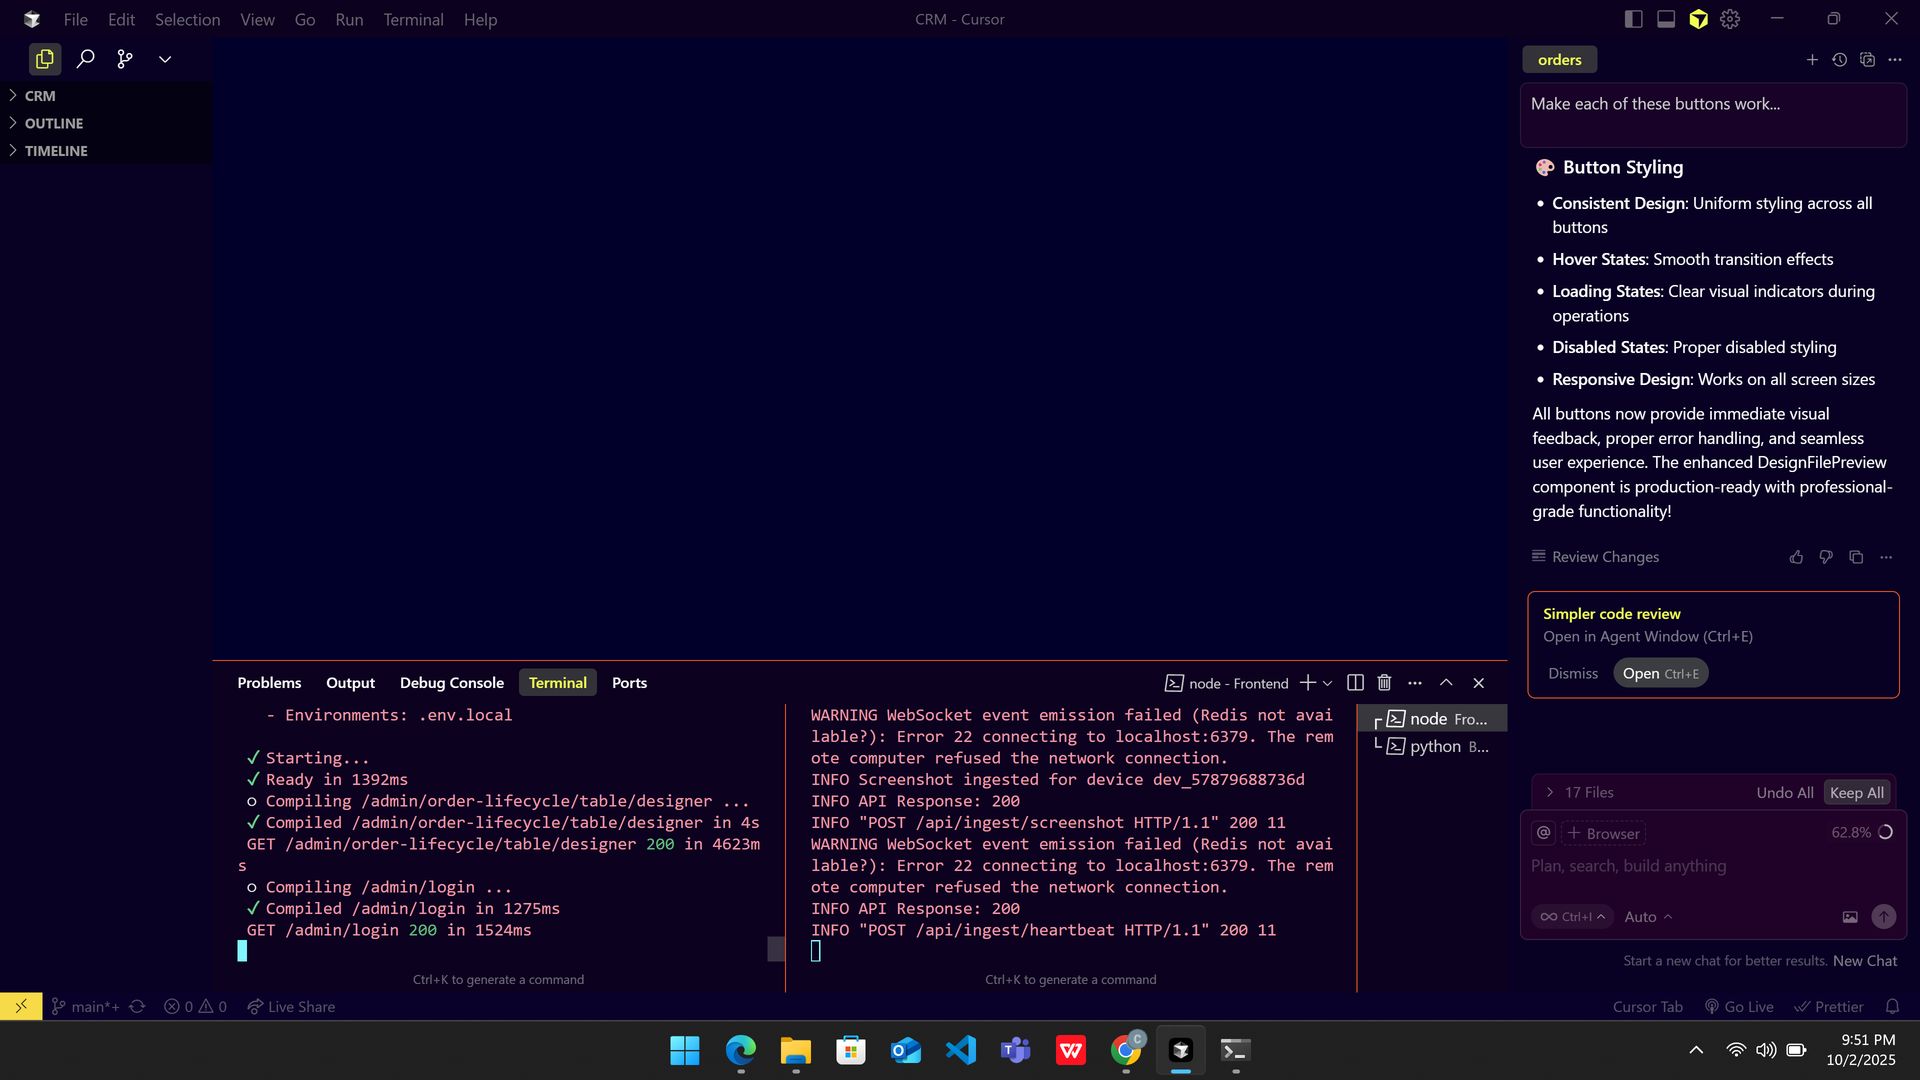 File Edit Selection View Go Run Terminal Help
CRM - Cursor
CRM
OUTLINE
TIMELINE
orders
Make each of these buttons work...
Button Styling
Consistent Design: Uniform styling across all
buttons
Hover States: Smooth transition effects
Loading States: Clear visual indicators during
operations
Disabled States: Proper disabled styling
Responsive Design: Works on all screen sizes
All buttons now provide immediate visual
feedback, proper error handling, and seamless
user experience. The enhanced DesignFilePreview
component is production-ready with professional-
grade functionality!
Review Changes
Simpler code review
Open in Agent Window (Ctrl+E)
Dismiss Open Ctrl+E
17 Files Undo All Keep All
@ + Browser 62.8%
Plan, search, build anything
Ctrl+I Auto
Start a new chat for better results. New Chat
Problems Output Debug Console Terminal Ports
node - Frontend
- Environments: .env.local
✓ Starting...
✓ Ready in 1392ms
○ Compiling /admin/order-lifecycle/table/designer ...
✓ Compiled /admin/order-lifecycle/table/designer in 4s
GET /admin/order-lifecycle/table/designer 200 in 4623m
s
○ Compiling /admin/login ...
✓ Compiled /admin/login in 1275ms
GET /admin/login 200 in 1524ms
Ctrl+K to generate a command
WARNING WebSocket event emission failed (Redis not avai
lable?): Error 22 connecting to localhost:6379. The rem
ote computer refused the network connection.
INFO Screenshot ingested for device dev_57879688736d
INFO API Response: 200
INFO "POST /api/ingest/screenshot HTTP/1.1" 200 11
WARNING WebSocket event emission failed (Redis not avai
lable?): Error 22 connecting to localhost:6379. The rem
ote computer refused the network connection.
INFO API Response: 200
INFO "POST /api/ingest/heartbeat HTTP/1.1" 200 11
Ctrl+K to generate a command
node Fro...
python B...
main*+ 0 0 Live Share
Cursor Tab Go Live Prettier
9:51 PM
10/2/2025